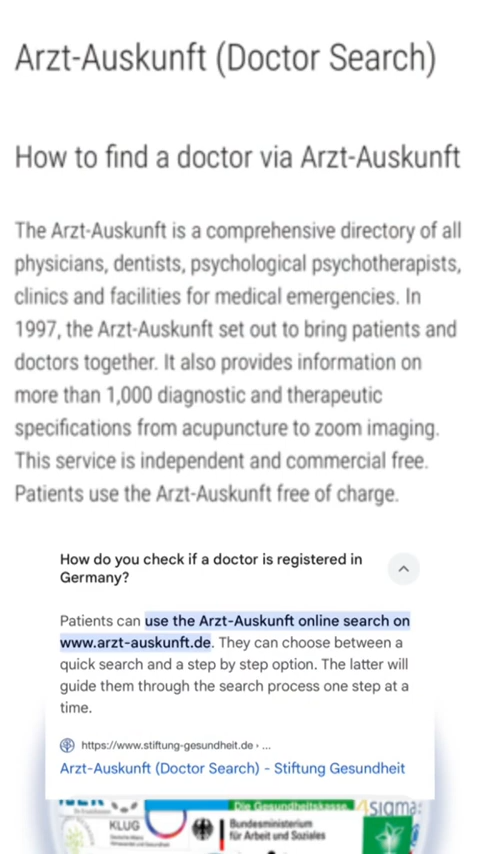 Arzt-Auskunft (Doctor Search)
How to find a doctor via Arzt-Auskunft
The Arzt-Auskunft is a comprehensive directory of all
physicians, dentists, psychological psychotherapists,
clinics and facilities for medical emergencies. In
1997, the Arzt-Auskunft set out to bring patients and
doctors together. It also provides information on
more than 1,000 diagnostic and therapeutic
specifications from acupuncture to zoom imaging.
This service is independent and commercial free.
Patients use the Arzt-Auskunft free of charge.
How do you check if a doctor is registered in
Germany?
Patients can use the Arzt-Auskunft online search on
www.arzt-auskunft.de. They can choose between a
quick search and a step by step option. The latter will
guide them through the search process one step at a
time.
https://www.stiftung-gesundheit.de › ...
Arzt-Auskunft (Doctor Search) - Stiftung Gesundheit
Die Gesundheitskasse.
sigma
KLUG
Bundesministerium
für Arbeit und Soziales